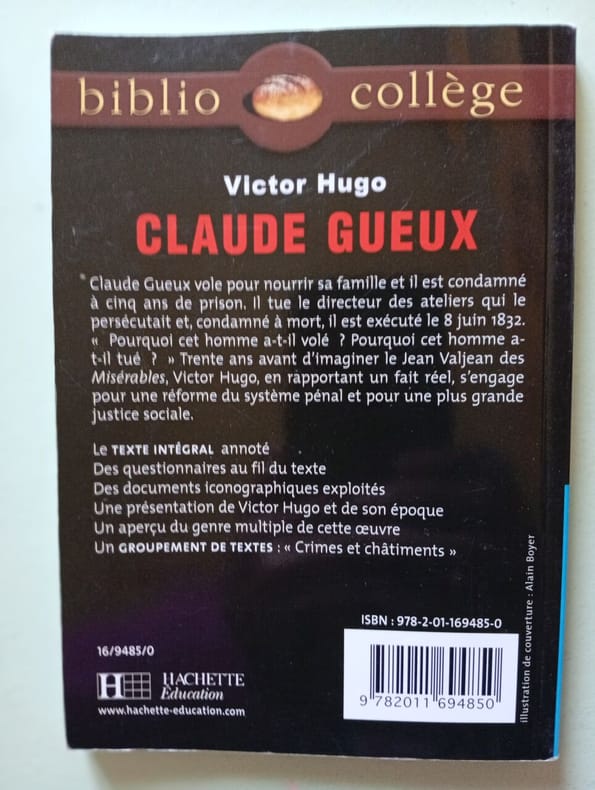 biblio collège
Victor Hugo
CLAUDE GUEUX
Claude Gueux vole pour nourrir sa famille et il est condamné
à cinq ans de prison. Il tue le directeur des ateliers qui le
persécutait et, condamné à mort, il est exécuté le 8 juin 1832.
« Pourquoi cet homme a-t-il volé ? Pourquoi cet homme a-
t-il tué ? » Trente ans avant d'imaginer le Jean Valjean des
Misérables, Victor Hugo, en rapportant un fait réel, s'engage
pour une réforme du système pénal et pour une plus grande
justice sociale.
Le TEXTE INTÉGRAL annoté
Des questionnaires au fil du texte
Des documents iconographiques exploités
Une présentation de Victor Hugo et de son époque
Un aperçu du genre multiple de cette œuvre
Un GROUPEMENT DE TEXTES : « Crimes et châtiments »
illustration de couverture : Alain Boyer
ISBN : 978-2-01-169485-0
9 782011 694850
16/9485/0
H HACHETTE
Éducation
www.hachette-education.com